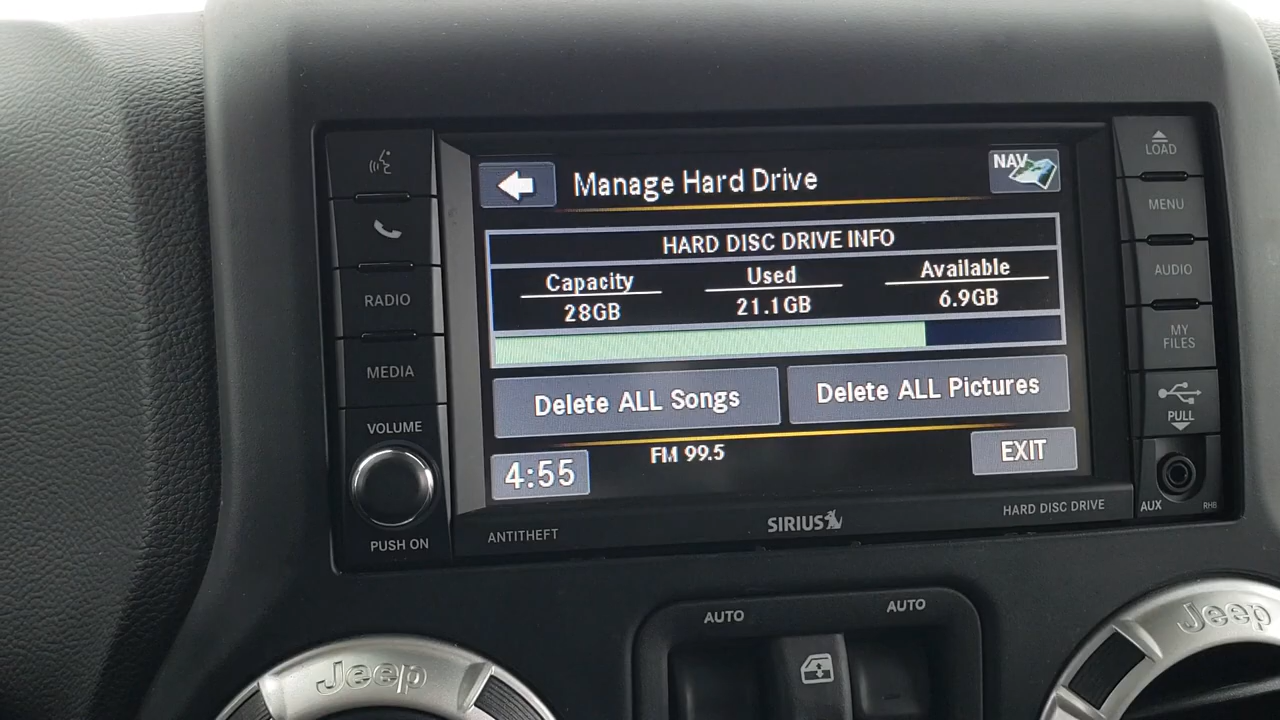 Manage Hard Drive
NAV
HARD DISC DRIVE INFO
Capacity Used Available
28GB 21.1GB 6.9GB
Delete ALL Songs Delete ALL Pictures
4:55 FM 99.5 EXIT
RADIO
MEDIA
VOLUME
PUSH ON
LOAD
MENU
AUDIO
MY
FILES
PULL
AUX RHB
ANTITHEFT SIRIUS HARD DISC DRIVE
AUTO AUTO
Jeep Jeep